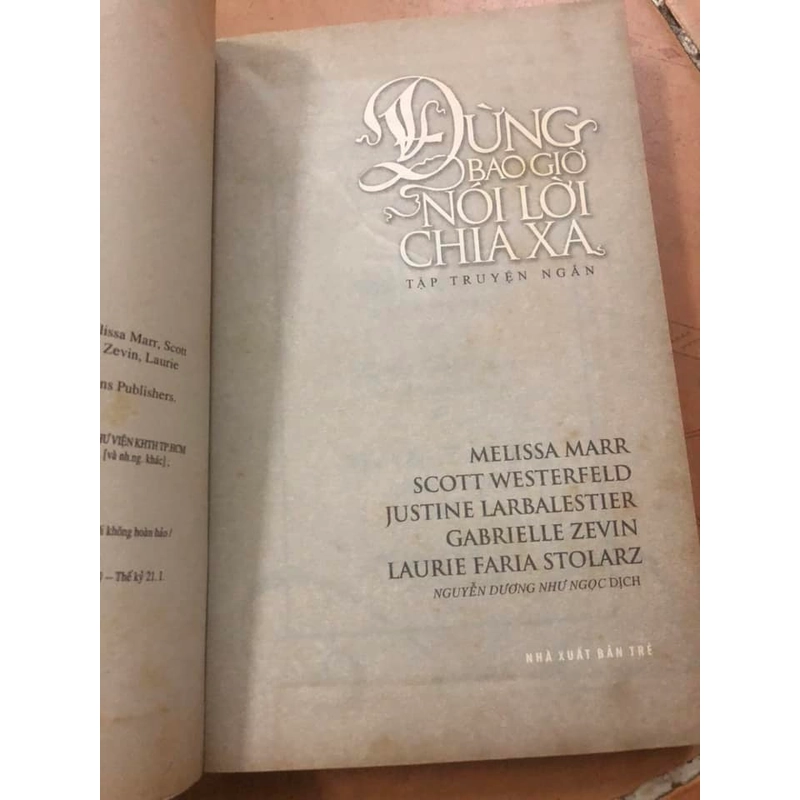 lissa Marr, Scott
Zevin, Laurie
ns Publishers.
Ư VIỆN KHTH TP.HCM
[và nh.ng. khác],
í không hoàn hảo /
) — Thế kỷ 21. I.
ĐỪNG
BAO GIỜ
NÓI LỜI
CHIA XA
TẬP TRUYỆN NGẮN
MELISSA MARR
SCOTT WESTERFELD
JUSTINE LARBALESTIER
GABRIELLE ZEVIN
LAURIE FARIA STOLARZ
NGUYỄN DƯƠNG NHƯ NGỌC DỊCH
NHÀ XUẤT BẢN TRẺ